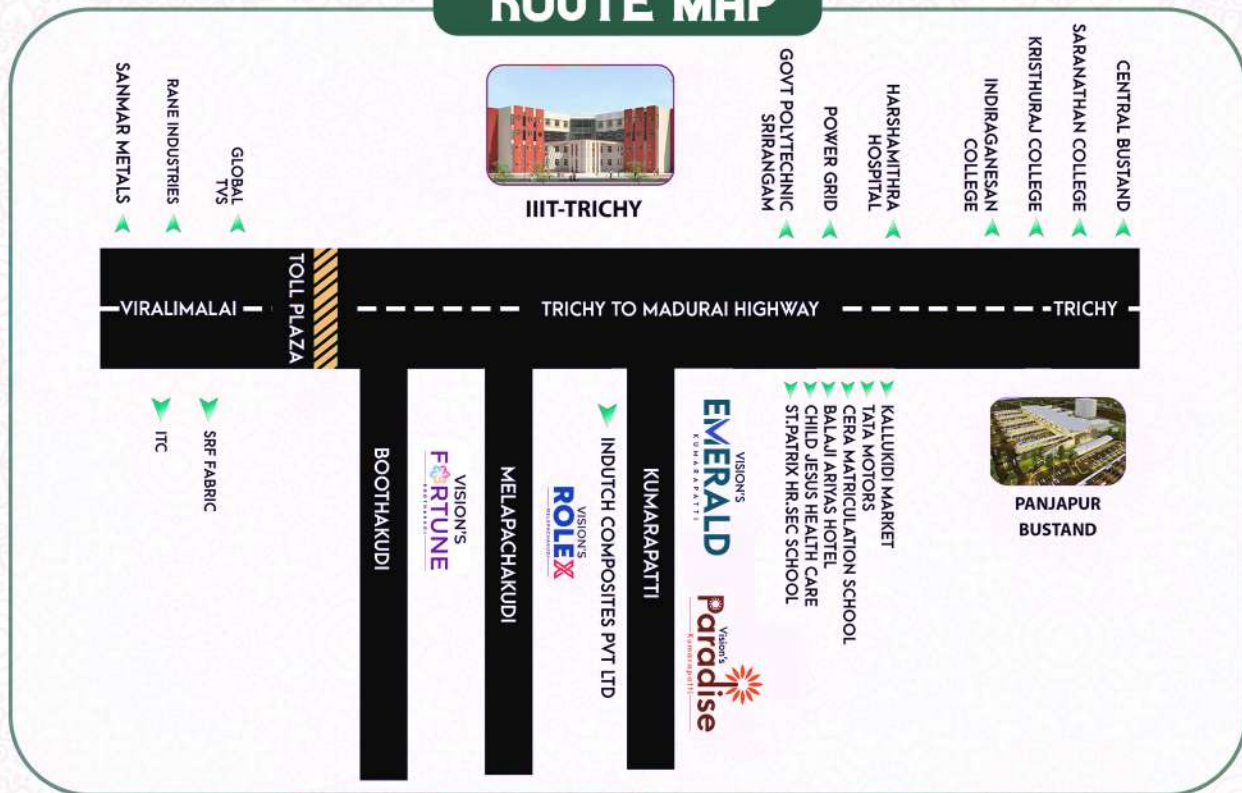 ROUTE MAP
SANMAR METALS
RANE INDUSTRIES
GLOBAL
TVS
IIIT-TRICHY
GOVT POLYTECHNIC
SRIRANGAM
POWER GRID
HARSHAMITHRA
HOSPITAL
INDIRAGANESAN
COLLEGE
KRISTHURAJ COLLEGE
SARANATHAN COLLEGE
CENTRAL BUSTAND
VIRALIMALAI
TOLL PLAZA
TRICHY TO MADURAI HIGHWAY
TRICHY
ITC
SRF FABRIC
BOOTHAKUDI
VISION'S
FORTUNE
BOOTHAKUDI
MELAPACHAKUDI
VISION'S
ROLEX
MELAPACHAKUDI
INDUTCH COMPOSITES PVT LTD
KUMARAPATTI
VISION'S
EMERALD
KUMARAPATTI
Vision's
Paradise
Kumarapatti
ST.PATRIX HR.SEC SCHOOL
CHILD JESUS HEALTH CARE
BALAJI ARIYAS HOTEL
CERA MATRICULATION SCHOOL
TATA MOTORS
KALLUKIDI MARKET
PANJAPUR
BUSTAND